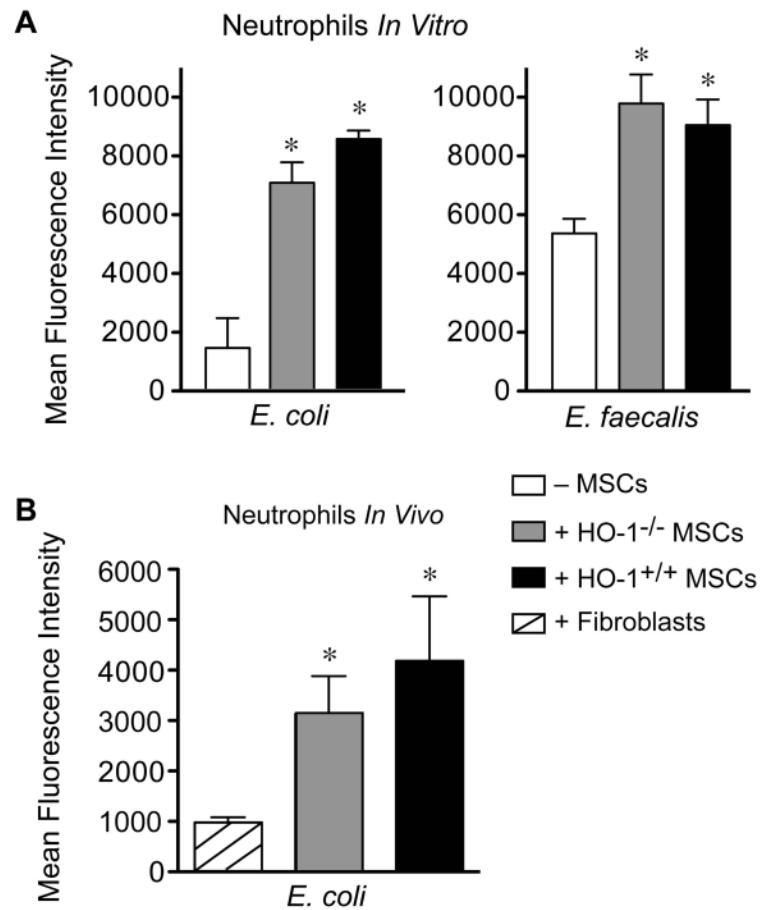 A
Neutrophils In Vitro
Mean Fluorescence Intensity
10000
8000
6000
4000
2000
0
* *
E. coli
10000
8000
6000
4000
2000
0
* *
E. faecalis
– MSCs
+ HO-1-/- MSCs
+ HO-1+/+ MSCs
+ Fibroblasts
B
Neutrophils In Vivo
Mean Fluorescence Intensity
6000
5000
4000
3000
2000
1000
0
* *
E. coli